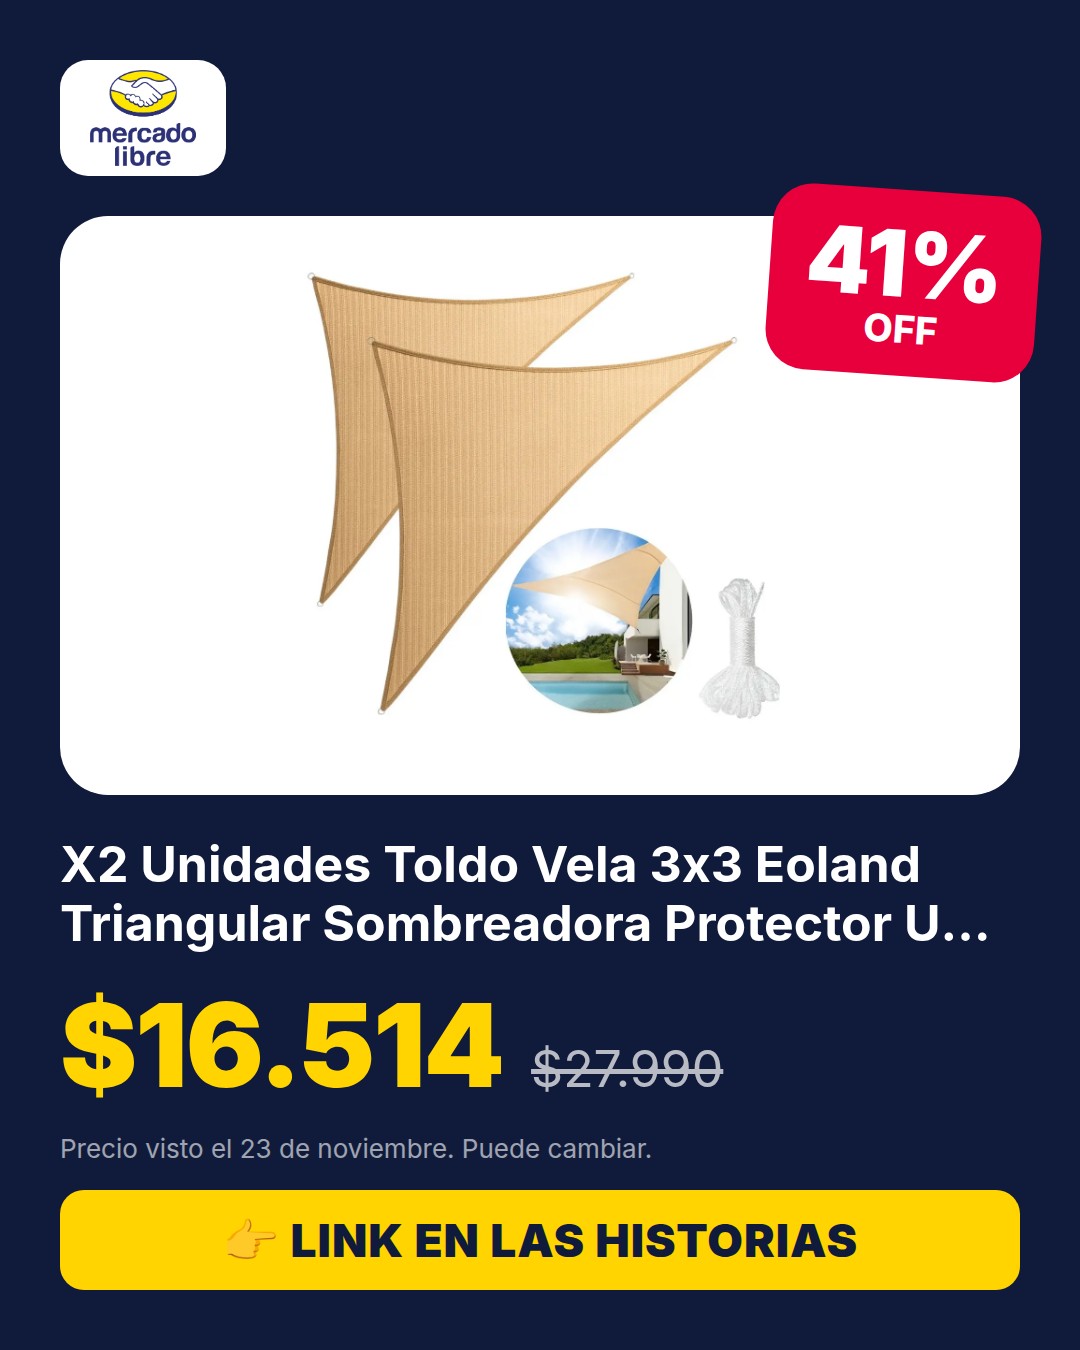 mercado
libre
41%
OFF
X2 Unidades Toldo Vela 3x3 Eoland
Triangular Sombreadora Protector U...
$16.514 $27.990
Precio visto el 23 de noviembre. Puede cambiar.
👉 LINK EN LAS HISTORIAS